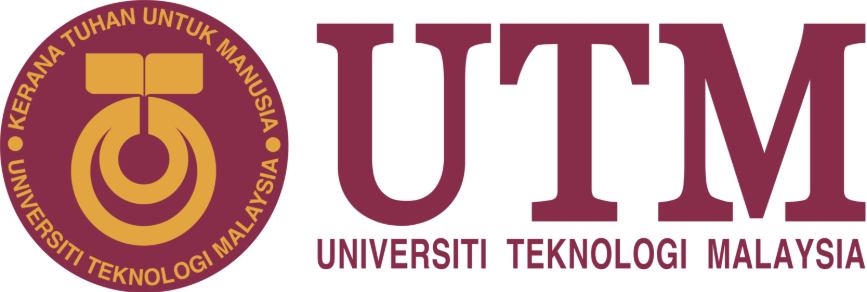 KERANA TUHAN UNTUK MANUSIA
UNIVERSITI TEKNOLOGI MALAYSIA
UTM
UNIVERSITI TEKNOLOGI MALAYSIA